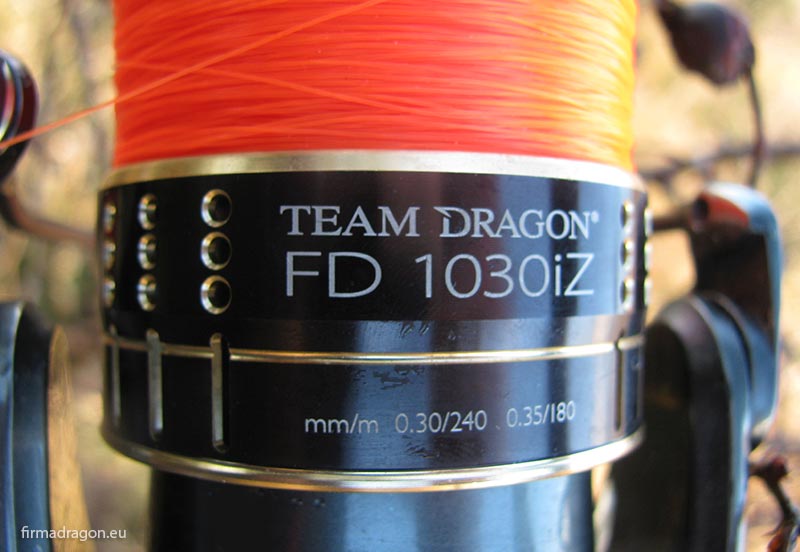 TEAM DRAGON®
FD 1030iZ
mm/m 0.30/240 0.35/180
firmadragon.eu